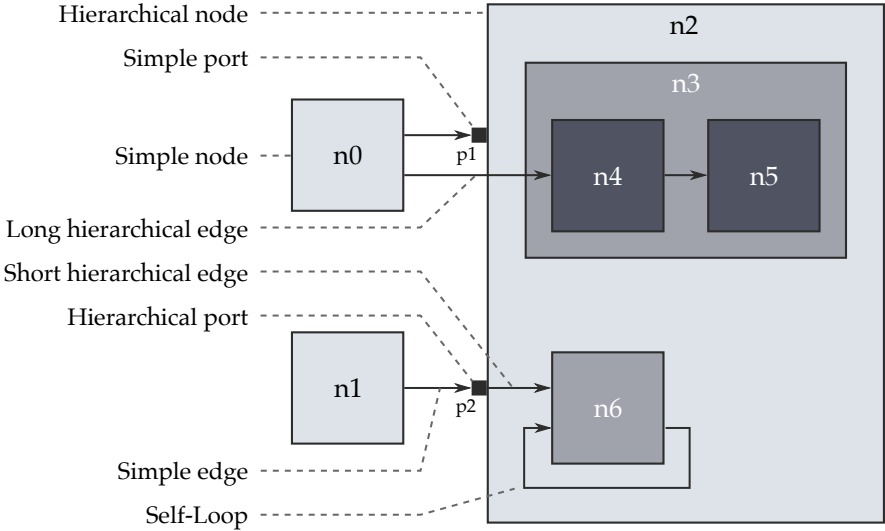 Hierarchical node
n2
Simple port
n3
p1
Simple node
n0
n4
n5
Long hierarchical edge
Short hierarchical edge
Hierarchical port
n1
p2
n6
Simple edge
Self-Loop